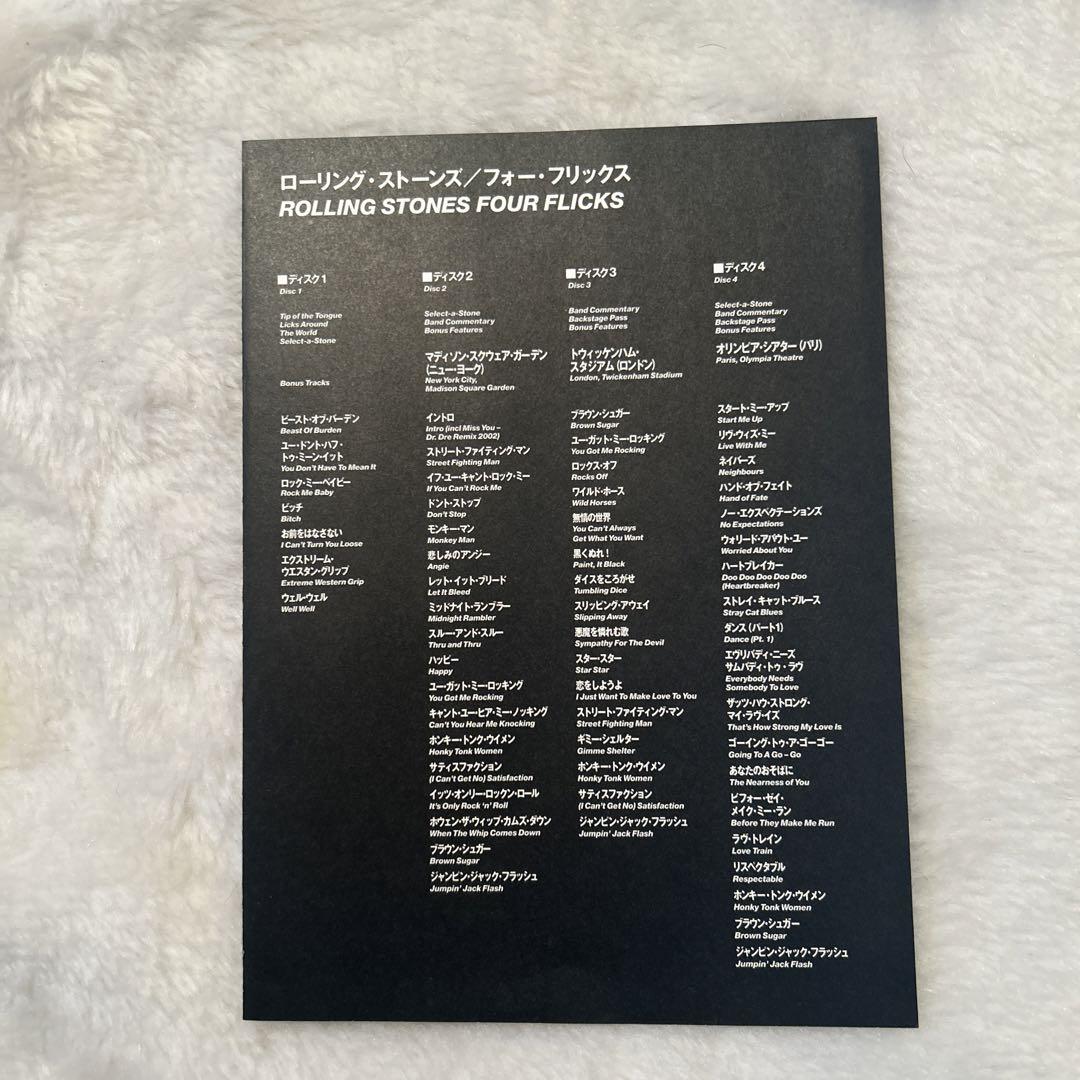 ローリング・ストーンズ／フォー・フリックス
ROLLING STONES FOUR FLICKS
■ディスク1
Disc 1
Tip of the Tongue
Licks Around
The World
Select-a-Stone
Bonus Tracks
ビースト・オブ・バーデン
Beast Of Burden
ユー・ドント・ハフ・
トゥ・ミーン・イット
You Don't Have To Mean It
ロック・ミー・ベイビー
Rock Me Baby
ビッチ
Bitch
お前をはなさない
I Can't Turn You Loose
エクストリーム・
ウエスタン・グリップ
Extreme Western Grip
ウェル・ウェル
Well Well
■ディスク2
Disc 2
Select-a-Stone
Band Commentary
Bonus Features
マディソン・スクウェア・ガーデン
(ニュー・ヨーク)
New York City,
Madison Square Garden
イントロ
Intro (incl Miss You –
Dr. Dre Remix 2002)
ストリート・ファイティング・マン
Street Fighting Man
イフ・ユー・キャント・ロック・ミー
If You Can't Rock Me
ドント・ストップ
Don't Stop
モンキー・マン
Monkey Man
悲しみのアンジー
Angie
レット・イット・ブリード
Let It Bleed
ミッドナイト・ランブラー
Midnight Rambler
スルー・アンド・スルー
Thru and Thru
ハッピー
Happy
ユー・ガット・ミー・ロッキング
You Got Me Rocking
キャント・ユー・ヒア・ミー・ノッキング
Can't You Hear Me Knocking
ホンキー・トンク・ウイメン
Honky Tonk Women
サティスファクション
(I Can't Get No) Satisfaction
イッツ・オンリー・ロックン・ロール
It's Only Rock 'n' Roll
ホウェン・ザ・ウィップ・カムズ・ダウン
When The Whip Comes Down
ブラウン・シュガー
Brown Sugar
ジャンピン・ジャック・フラッシュ
Jumpin' Jack Flash
■ディスク3
Disc 3
Band Commentary
Backstage Pass
Bonus Features
トウィッケンハム・
スタジアム (ロンドン)
London, Twickenham Stadium
ブラウン・シュガー
Brown Sugar
ユー・ガット・ミー・ロッキング
You Got Me Rocking
ロックス・オフ
Rocks Off
ワイルド・ホース
Wild Horses
無情の世界
You Can't Always
Get What You Want
黒くぬれ！
Paint, It Black
ダイスをころがせ
Tumbling Dice
スリッピング・アウェイ
Slipping Away
悪魔を憐れむ歌
Sympathy For The Devil
スター・スター
Star Star
恋をしようよ
I Just Want To Make Love To You
ストリート・ファイティング・マン
Street Fighting Man
ギミー・シェルター
Gimme Shelter
ホンキー・トンク・ウイメン
Honky Tonk Women
サティスファクション
(I Can't Get No) Satisfaction
ジャンピン・ジャック・フラッシュ
Jumpin' Jack Flash
■ディスク4
Disc 4
Select-a-Stone
Band Commentary
Backstage Pass
Bonus Features
オリンピア・シアター (パリ)
Paris, Olympia Theatre
スタート・ミー・アップ
Start Me Up
リヴ・ウィズ・ミー
Live With Me
ネイバーズ
Neighbours
ハンド・オブ・フェイト
Hand of Fate
ノー・エクスペクテーションズ
No Expectations
ウォリード・アバウト・ユー
Worried About You
ハートブレイカー
Doo Doo Doo Doo Doo
(Heartbreaker)
ストレイ・キャット・ブルース
Stray Cat Blues
ダンス (パート1)
Dance (Pt. 1)
エヴリバディ・ニーズ
サムバディ・トゥ・ラヴ
Everybody Needs
Somebody To Love
ザッツ・ハウ・ストロング・
マイ・ラヴ・イズ
That's How Strong My Love Is
ゴーイング・トゥ・ア・ゴーゴー
Going To A Go – Go
あなたのおそばに
The Nearness of You
ビフォー・ゼイ・
メイク・ミー・ラン
Before They Make Me Run
ラヴ・トレイン
Love Train
リスペクタブル
Respectable
ホンキー・トンク・ウイメン
Honky Tonk Women
ブラウン・シュガー
Brown Sugar
ジャンピン・ジャック・フラッシュ
Jumpin' Jack Flash